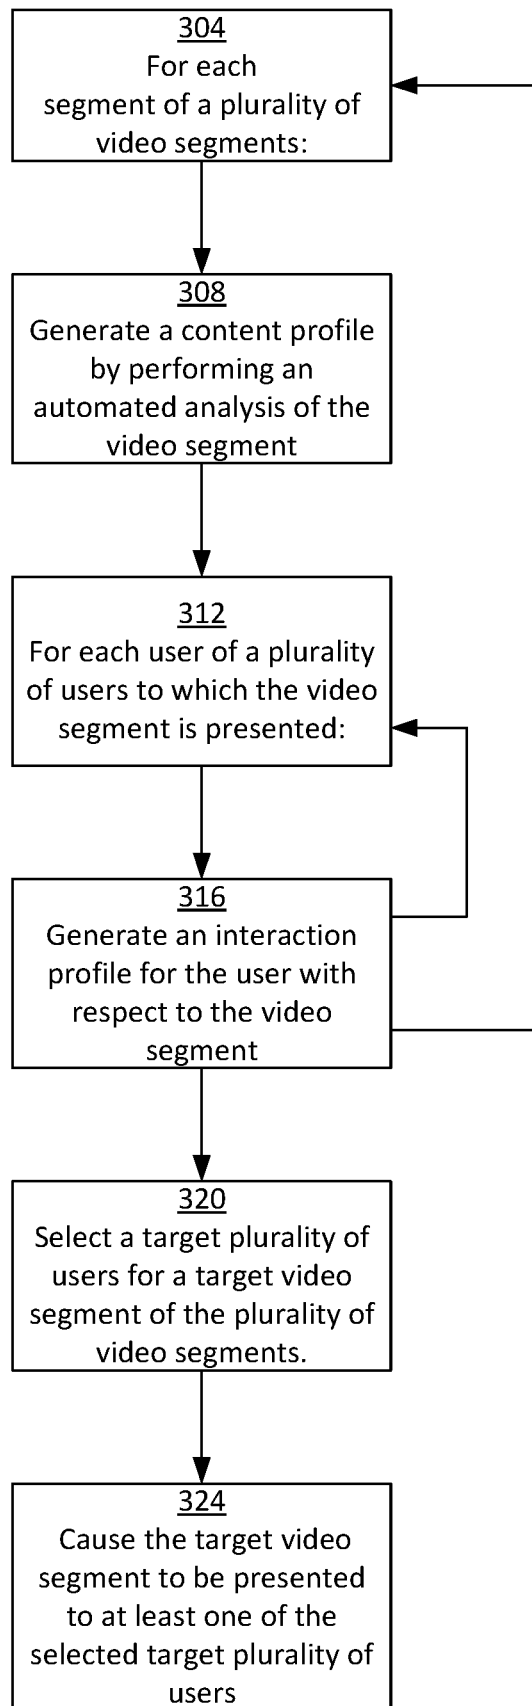 304
For each
segment of a plurality of
video segments:
308
Generate a content profile
by performing an
automated analysis of the
video segment
312
For each user of a plurality
of users to which the video
segment is presented:
316
Generate an interaction
profile for the user with
respect to the video
segment
320
Select a target plurality of
users for a target video
segment of the plurality of
video segments.
324
Cause the target video
segment to be presented
to at least one of the
selected target plurality of
users